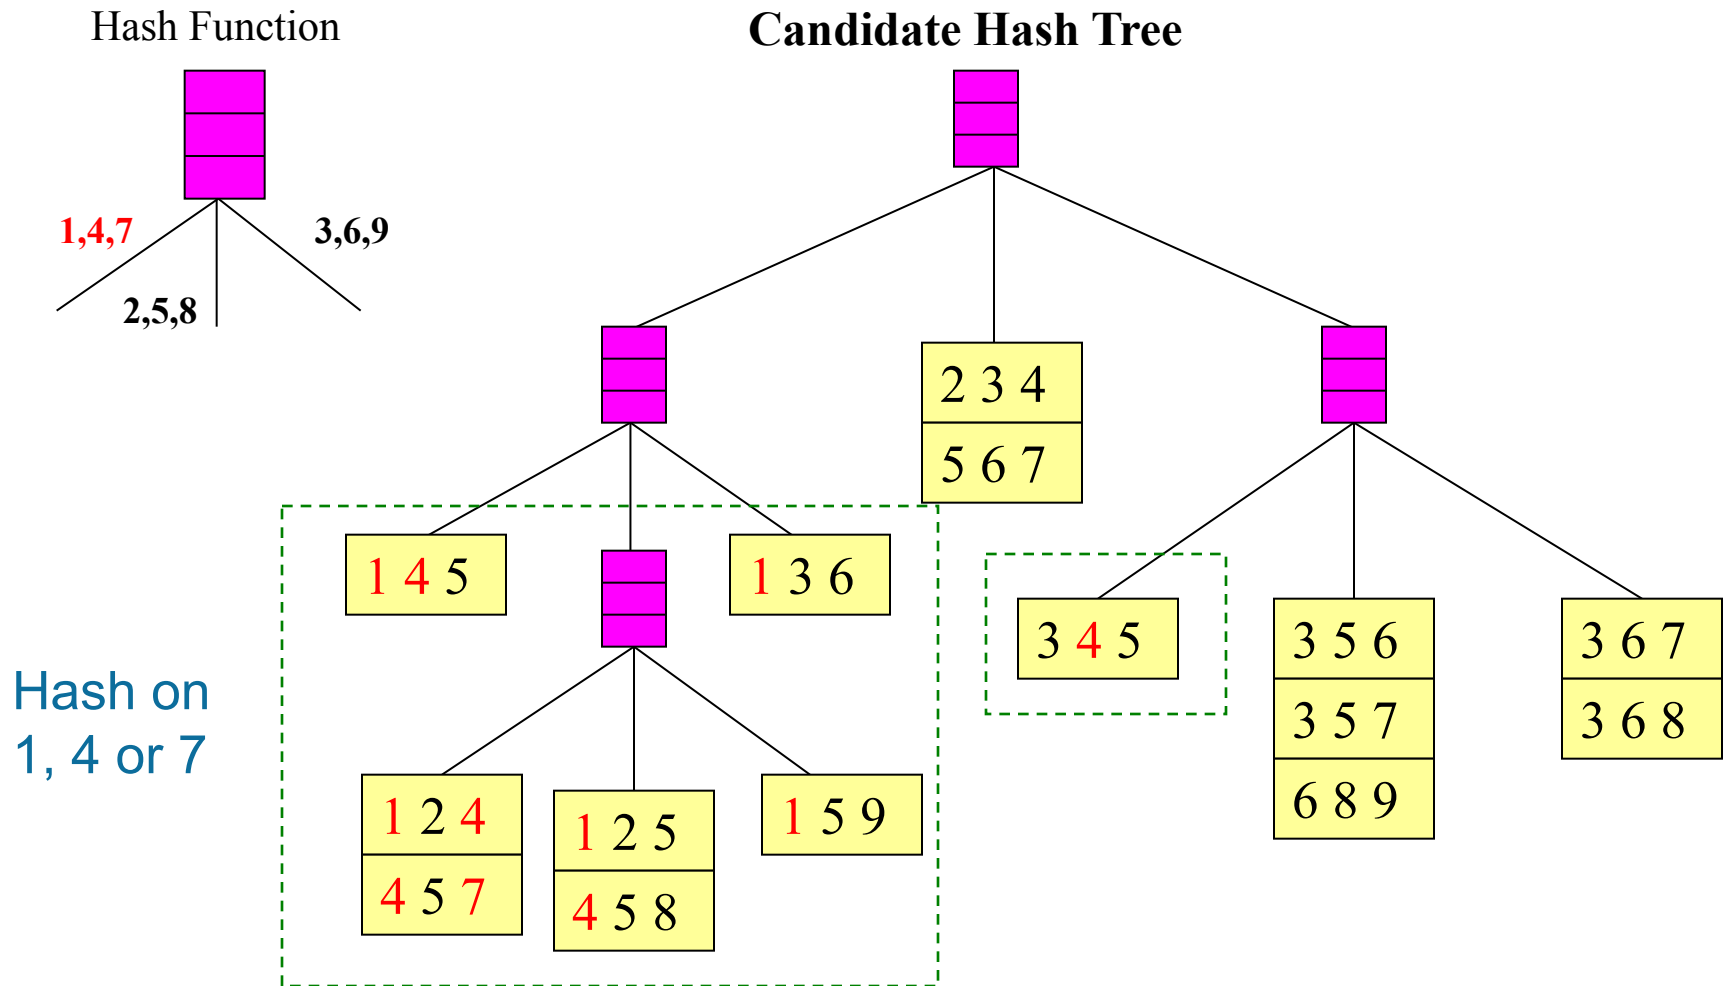 Hash Function
Candidate Hash Tree
1,4,7
3,6,9
2,5,8
2 3 4
5 6 7
1 4 5
1 3 6
3 4 5
3 5 6
3 6 7
3 5 7
3 6 8
6 8 9
Hash on
1, 4 or 7
1 2 4
1 2 5
1 5 9
4 5 7
4 5 8